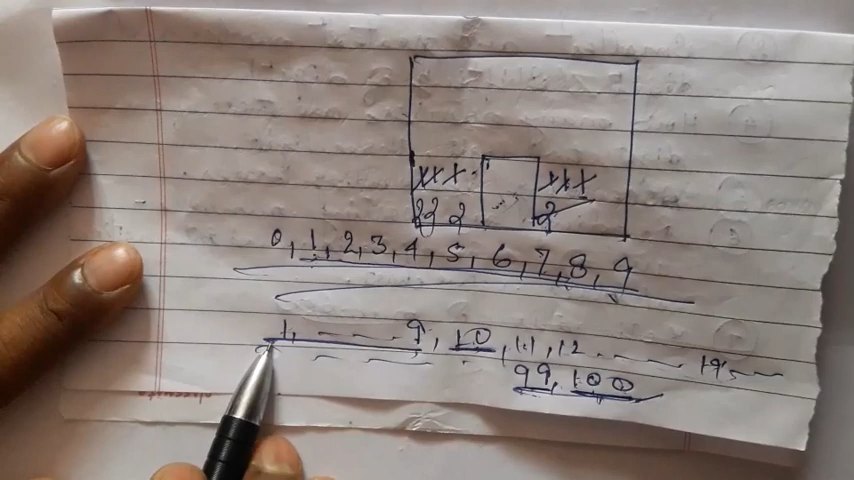 XXX XXX
22 2 2
0, 1, 2, 3, 4, 5, 6, 7, 8, 9
1, ----- 9, 10, 11, 12 ------ 19, ---
99, 100